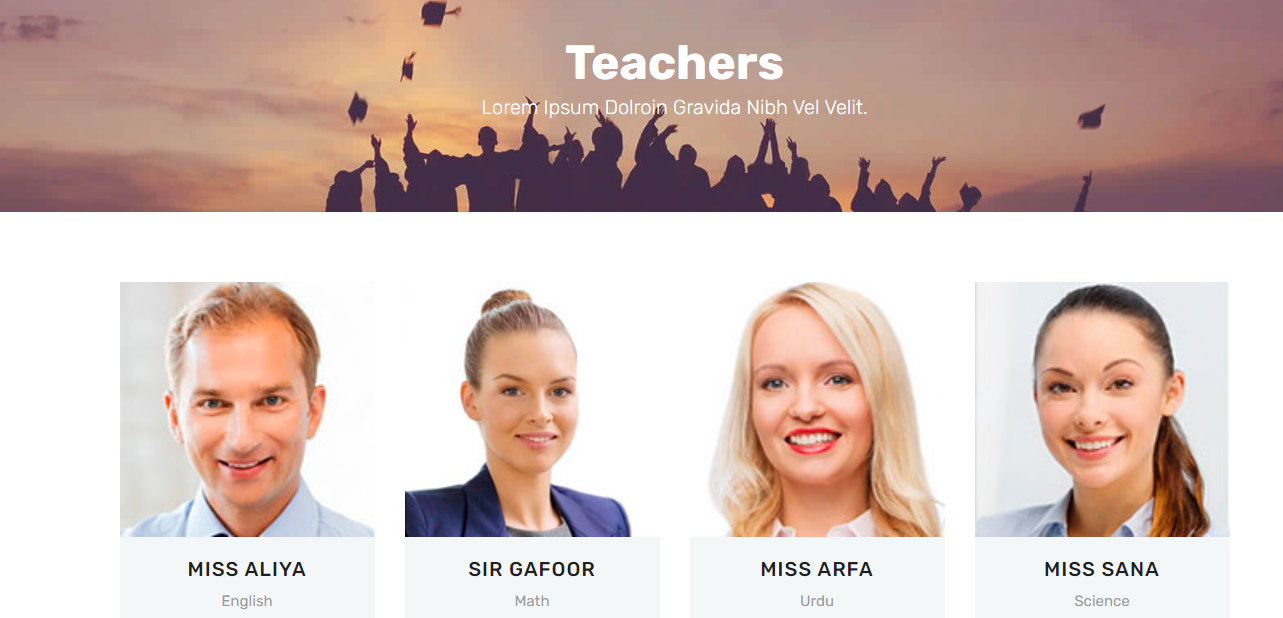 Teachers
Lorem Ipsum Dolroin Gravida Nibh Vel Velit.
MISS ALIYA
English
SIR GAFOOR
Math
MISS ARFA
Urdu
MISS SANA
Science